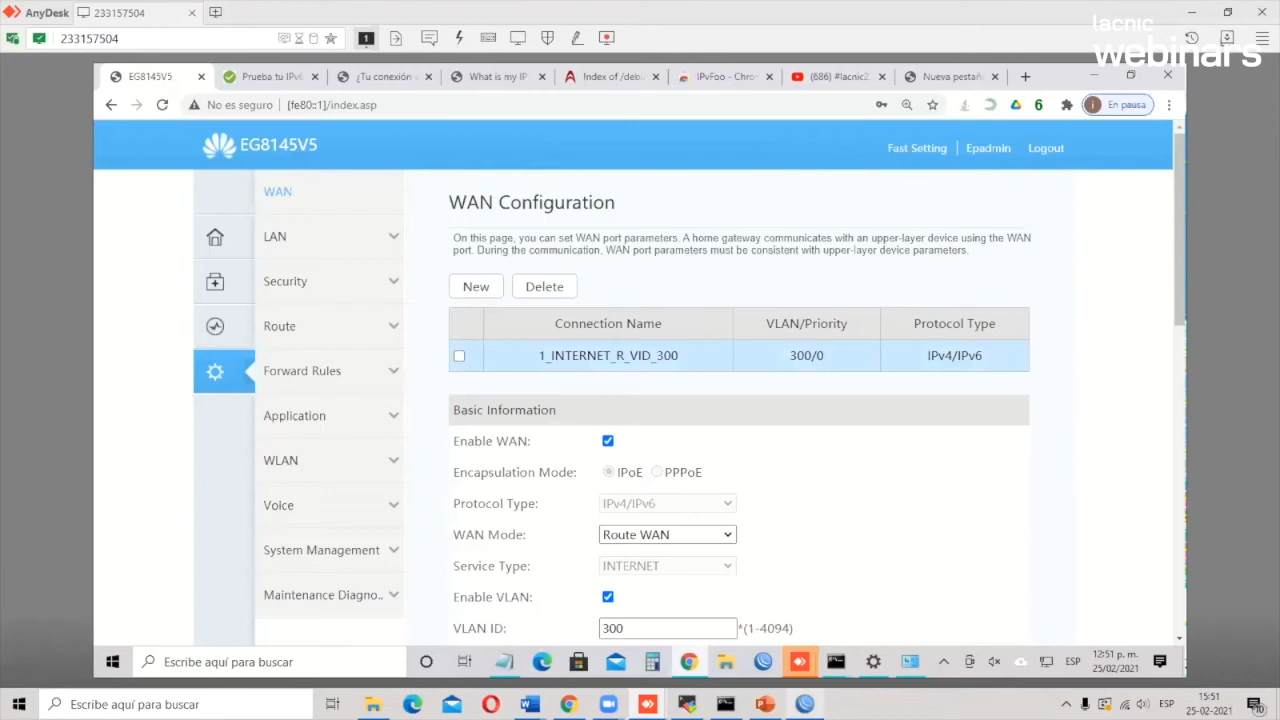 AnyDesk
233157504
233157504
1
lacnic
webinars
EG8145V5
Prueba tu IPv
¿Tu conexión
What is my IP
Index of /deb
IPvFoo - Chro
(686) #lacnic
Nueva pestañ
No es seguro
[fe80::1]/index.asp
6
i
En pausa
EG8145V5
Fast Setting
Epadmin
Logout
WAN
LAN
Security
Route
Forward Rules
Application
WLAN
Voice
System Management
Maintenance Diagno..
WAN Configuration
On this page, you can set WAN port parameters. A home gateway communicates with an upper-layer device using the WAN
port. During the communication, WAN port parameters must be consistent with upper-layer device parameters.
New
Delete
Connection Name
VLAN/Priority
Protocol Type
1_INTERNET_R_VID_300
300/0
IPv4/IPv6
Basic Information
Enable WAN:
Encapsulation Mode:
IPoE
PPPoE
Protocol Type:
IPv4/IPv6
WAN Mode:
Route WAN
Service Type:
INTERNET
Enable VLAN:
VLAN ID:
300
*(1-4094)
Escribe aquí para buscar
ESP
12:51 p. m.
25/02/2021
Escribe aquí para buscar
ESP
15:51
25-02-2021